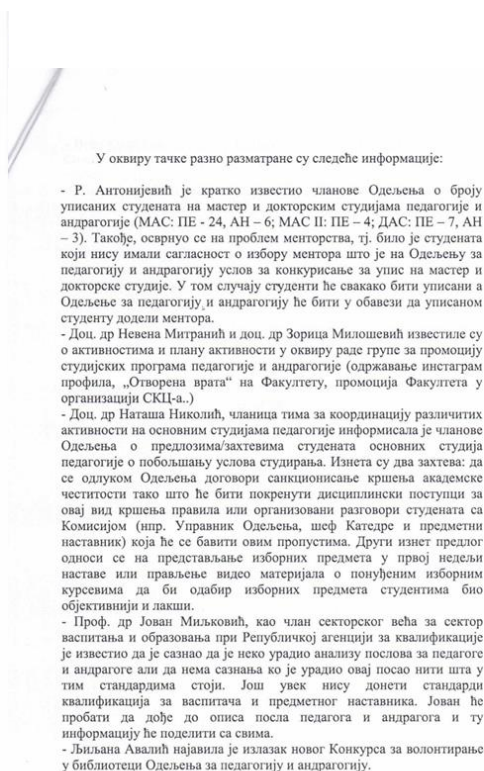 У оквиру тачке разно разматране су следеће информације:
- Р. Антонијевић је кратко известио чланове Одељења о броју
уписаних студената на мастер и докторским студијама педагогије и
андрагогије (МАС: ПЕ - 24, АН – 6; МАС II: ПЕ – 4; ДАС: ПЕ – 7, АН
– 3). Такође, осврнуо се на проблем менторства, тј. било је студената
који нису имали сагласност о избору ментора што је на Одељењу за
педагогију и андрагогију услов за конкурисање за упис на мастер и
докторске студије. У том случају студенти ће свакако бити уписани а
Одељење за педагогију и андрагогију ће бити у обавези да уписаном
студенту додели ментора.
- Доц. др Невена Митранић и доц. др Зорица Милошевић известиле су
о активностима и плану активности у оквиру раде групе за промоцију
студијских програма педагогије и андрагогије (одржавање инстаграм
профила, „Отворена врата“ на Факултету, промоција Факултета у
организацији СКЦ-а..)
- Доц. др Наташа Николић, чланица тима за координацију различитих
активности на основним студијама педагогије информисала је чланове
Одељења о предлозима/захтевима студената основних студија
педагогије о побољшању услова студирања. Изнета су два захтева: да
се одлуком Одељења договори санкционисање кршења академске
честитости тако што ће бити покренути дисциплински поступци за
овај вид кршења правила или организовани разговори студената са
Комисијом (нпр. Управник Одељења, шеф Катедре и предметни
наставник) која ће се бавити овим пропустима. Други изнет предлог
односи се на представљање изборних предмета у првој недељи
наставе или прављење видео материјала о понуђеним изборним
курсевима да би одабир изборних предмета студентима био
објективнији и лакши.
- Проф. др Јован Миљковић, као члан секторског већа за сектор
васпитања и образовања при Републичкој агенцији за квалификације
је известио да је сазнао да је неко урадио анализу послова за педагоге
и андрагоге али да нема сазнања ко је урадио овај посао нити шта у
тим стандардима стоји. Још увек нису донети стандарди
квалификација за васпитача и предметног наставника. Јован ће
пробати да дође до описа посла педагога и андрагога и ту
информацију ће поделити са свима.
- Љиљана Авалић најавила је излазак новог Конкурса за волонтирање
у библиотеци Одељења за педагогију и андрагогију.